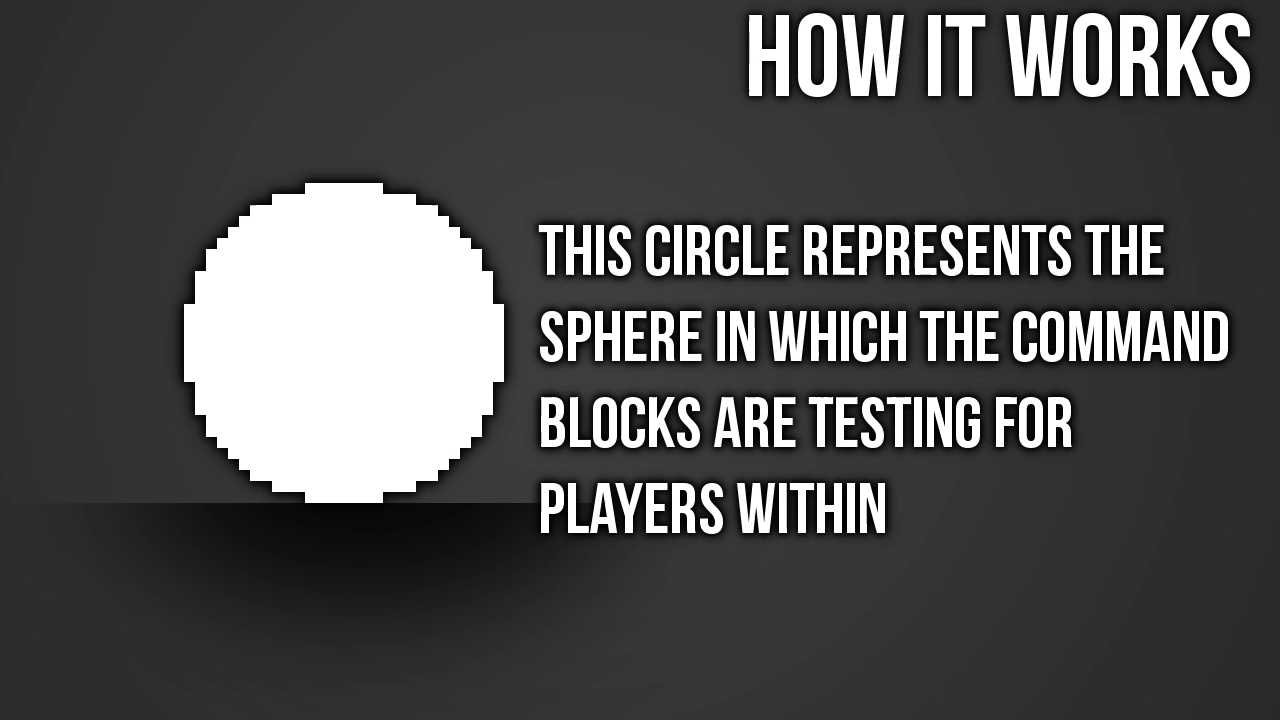 HOW IT WORKS
THIS CIRCLE REPRESENTS THE
SPHERE IN WHICH THE COMMAND
BLOCKS ARE TESTING FOR
PLAYERS WITHIN